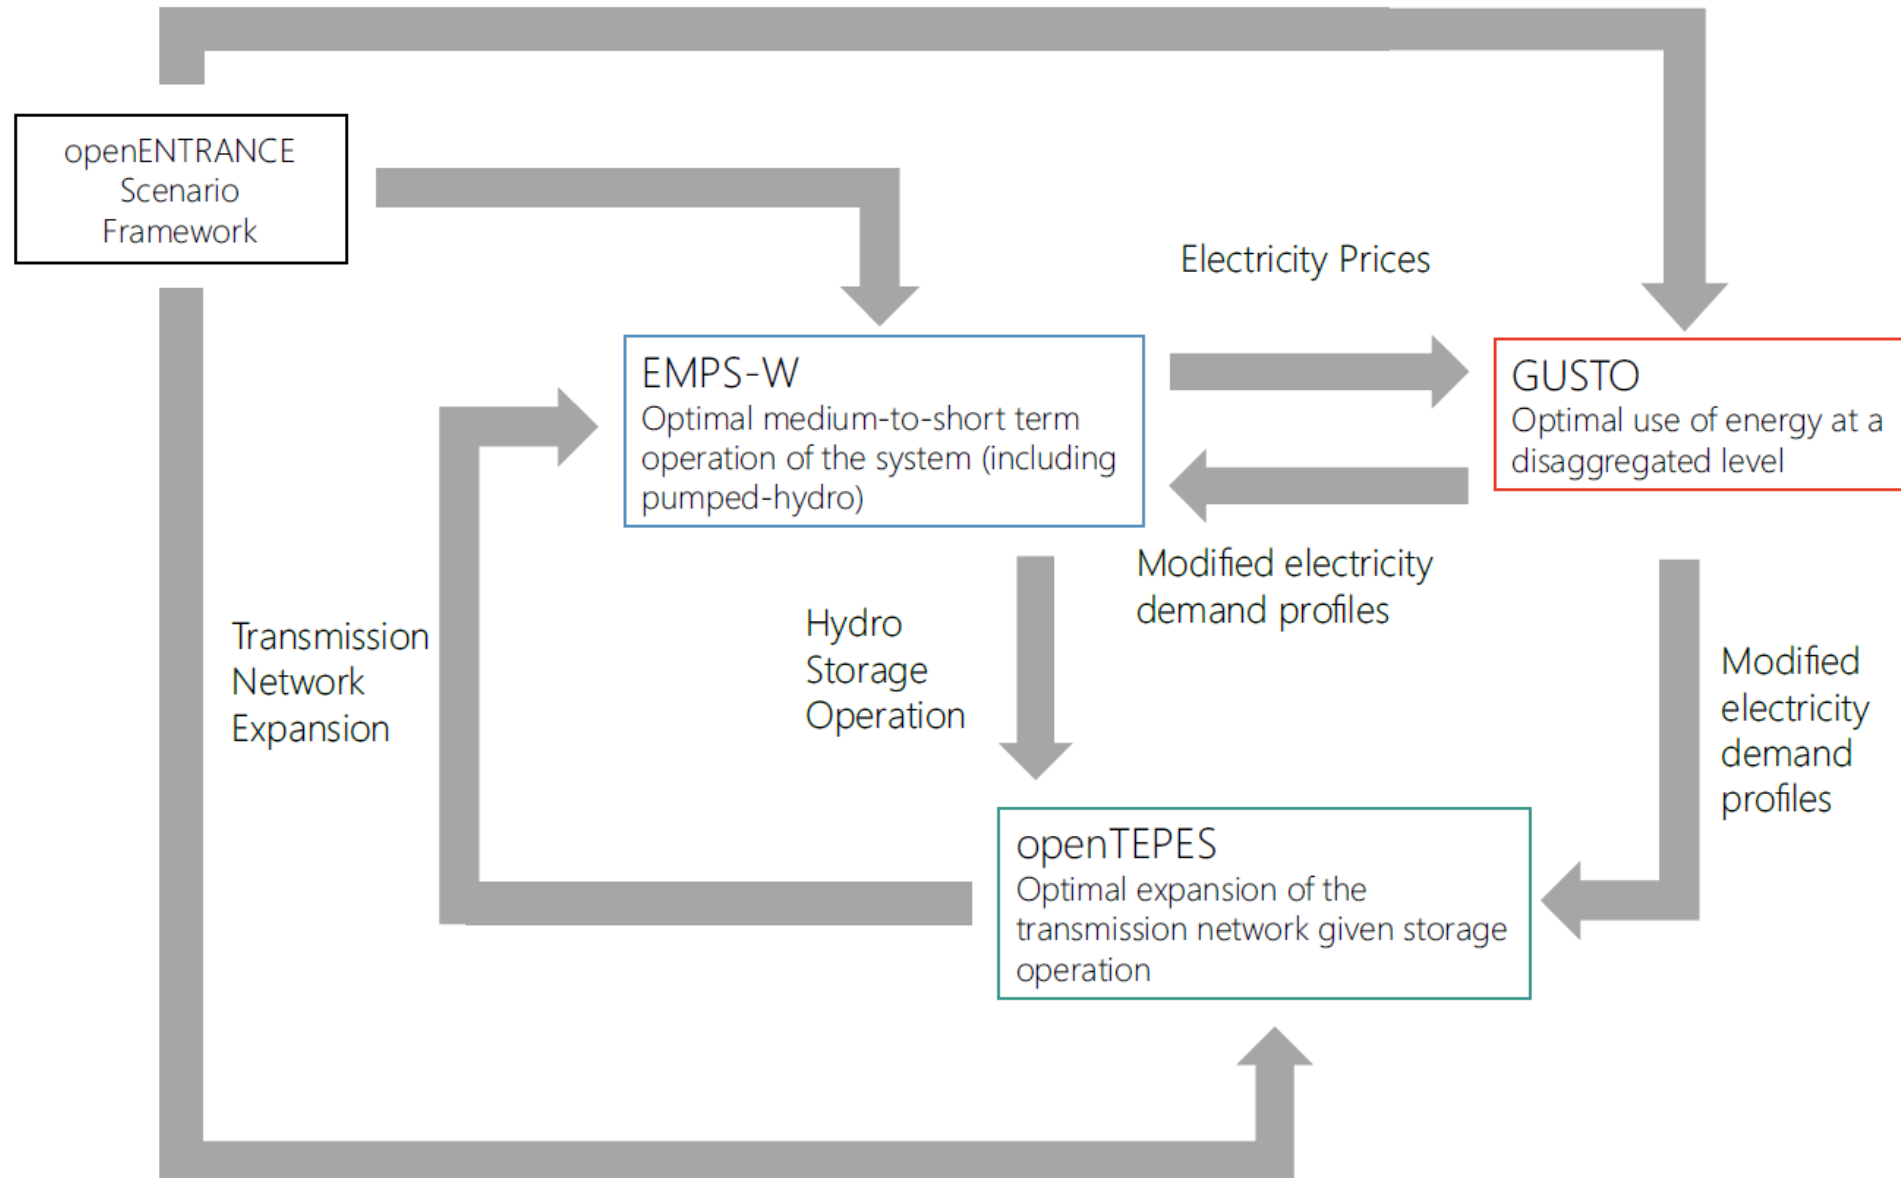 openENTRANCE
Scenario
Framework
Electricity Prices
EMPS-W
Optimal medium-to-short term
operation of the system (including
pumped-hydro)
GUSTO
Optimal use of energy at a
disaggregated level
Modified electricity
demand profiles
Transmission
Network
Expansion
Hydro
Storage
Operation
Modified
electricity
demand
profiles
openTEPES
Optimal expansion of the
transmission network given storage
operation